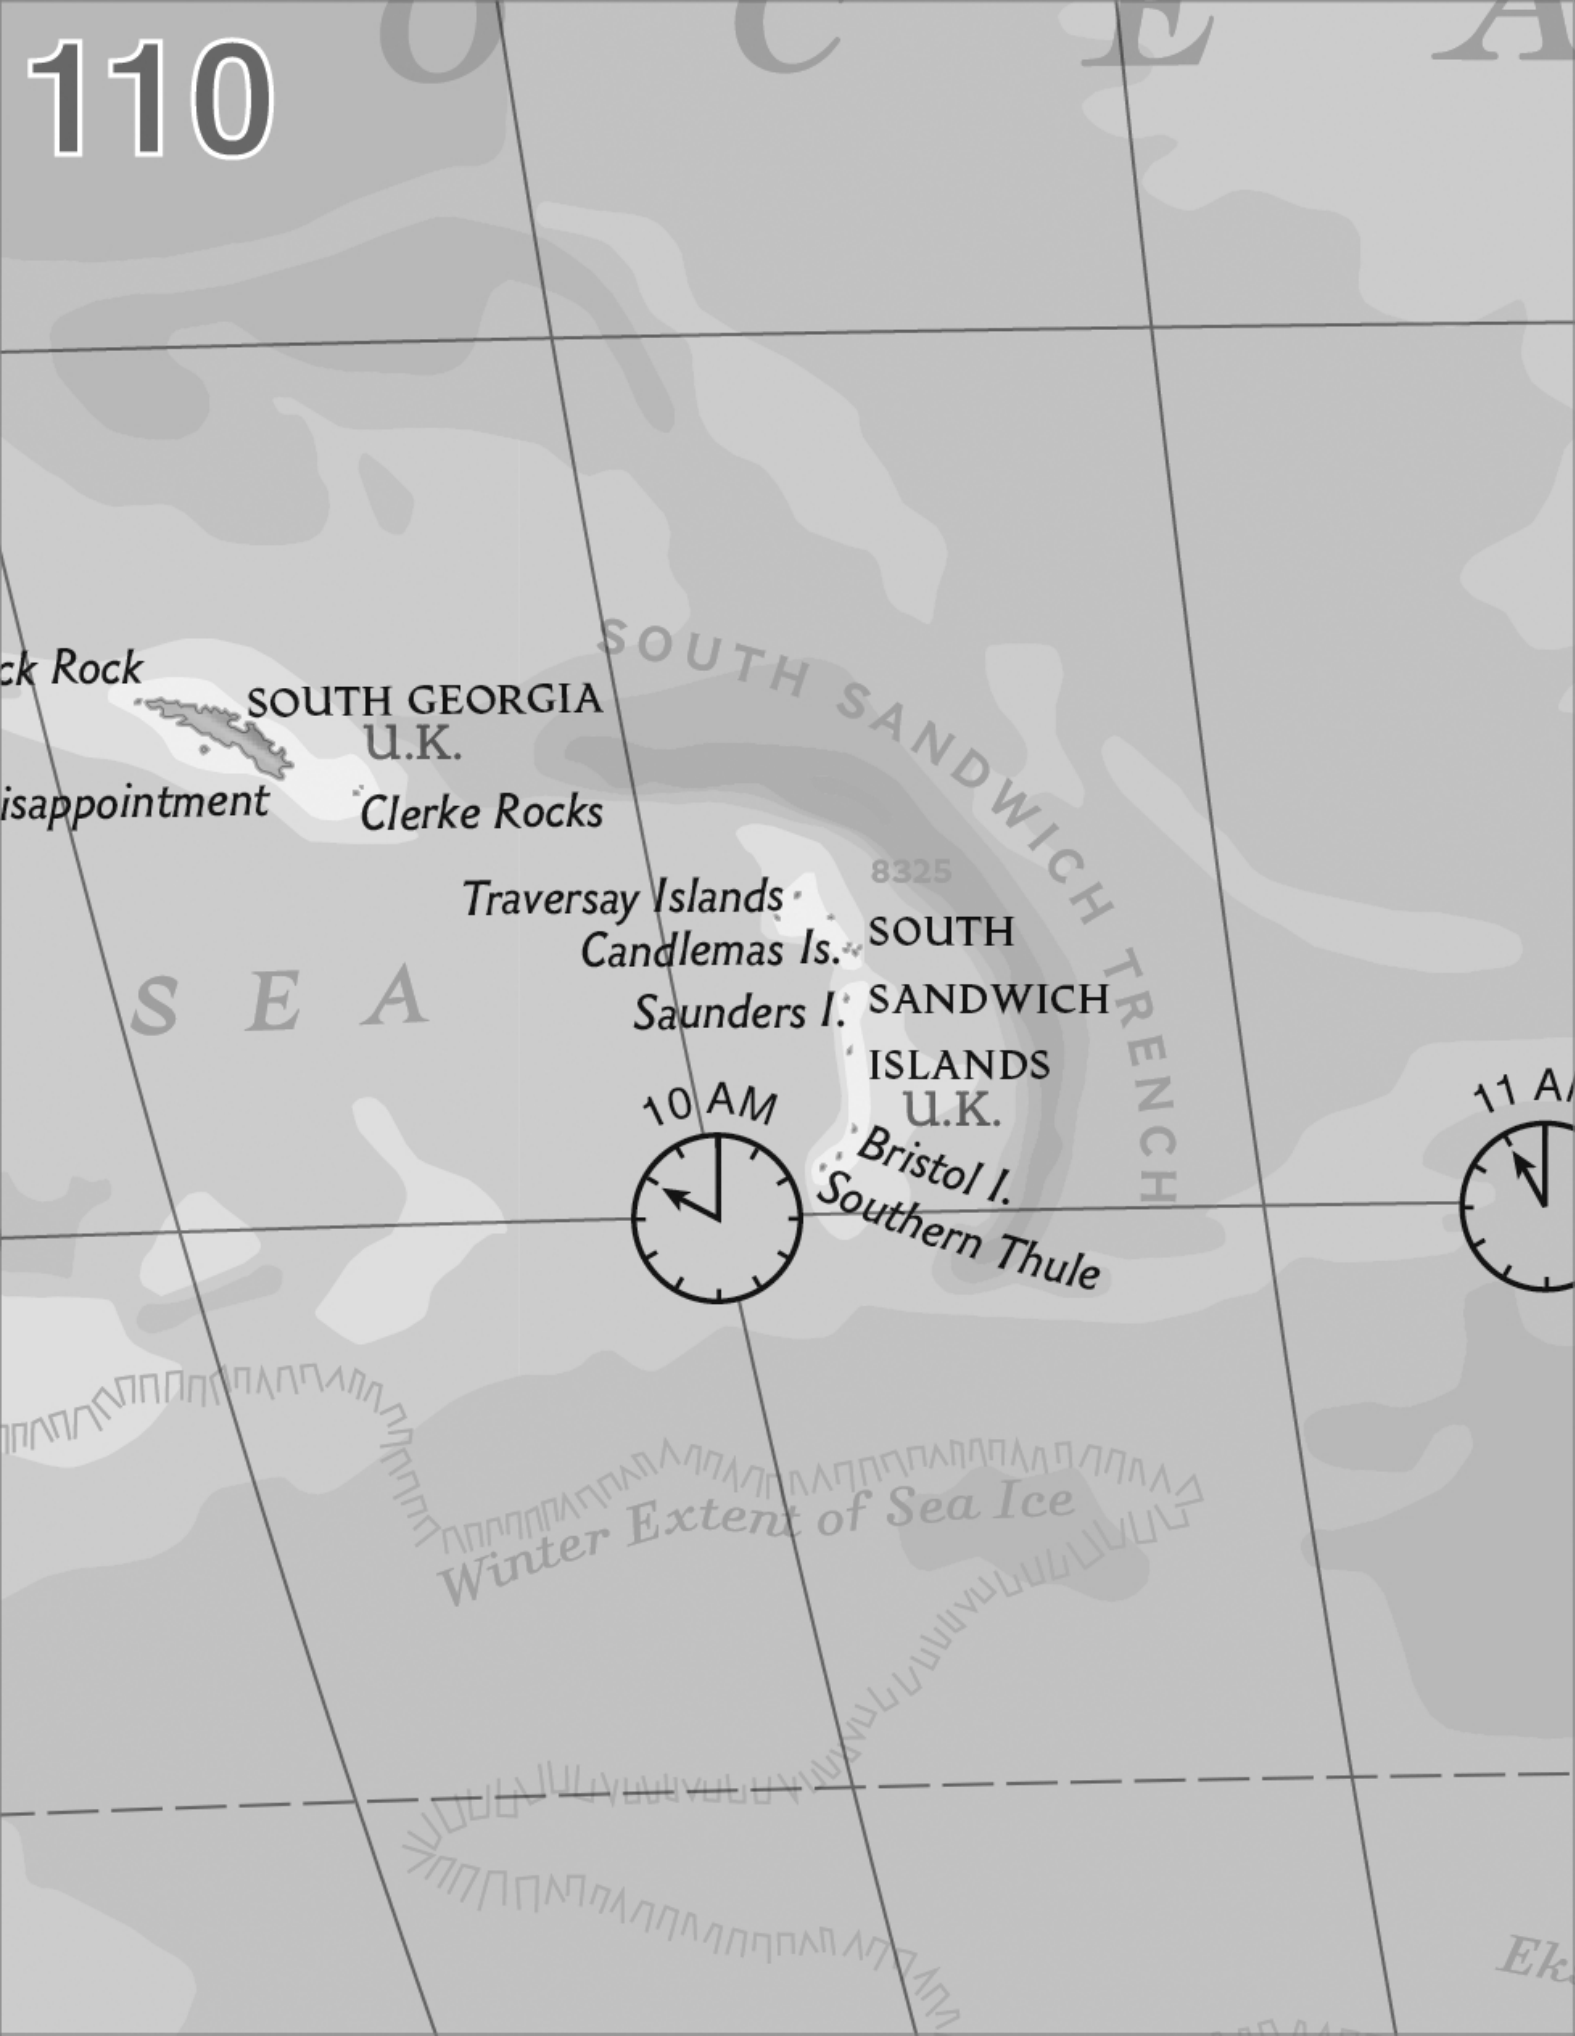 O C E A
110
ck Rock
SOUTH GEORGIA
U.K.
isappointment
Clerke Rocks
SOUTH SANDWICH TRENCH
8325
Traversay Islands
Candlemas Is.
Saunders I.
SOUTH
SANDWICH
ISLANDS
U.K.
SEA
10 AM
11 A
Bristol I.
Southern Thule
Winter Extent of Sea Ice
Ek